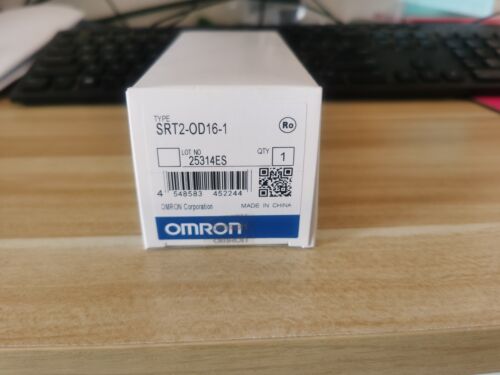 TYPE
SRT2-OD16-1
Ro
LOT NO
25314ES
QTY
1
4 548583 452244
OMRON Corporation
MADE IN CHINA
OMRON